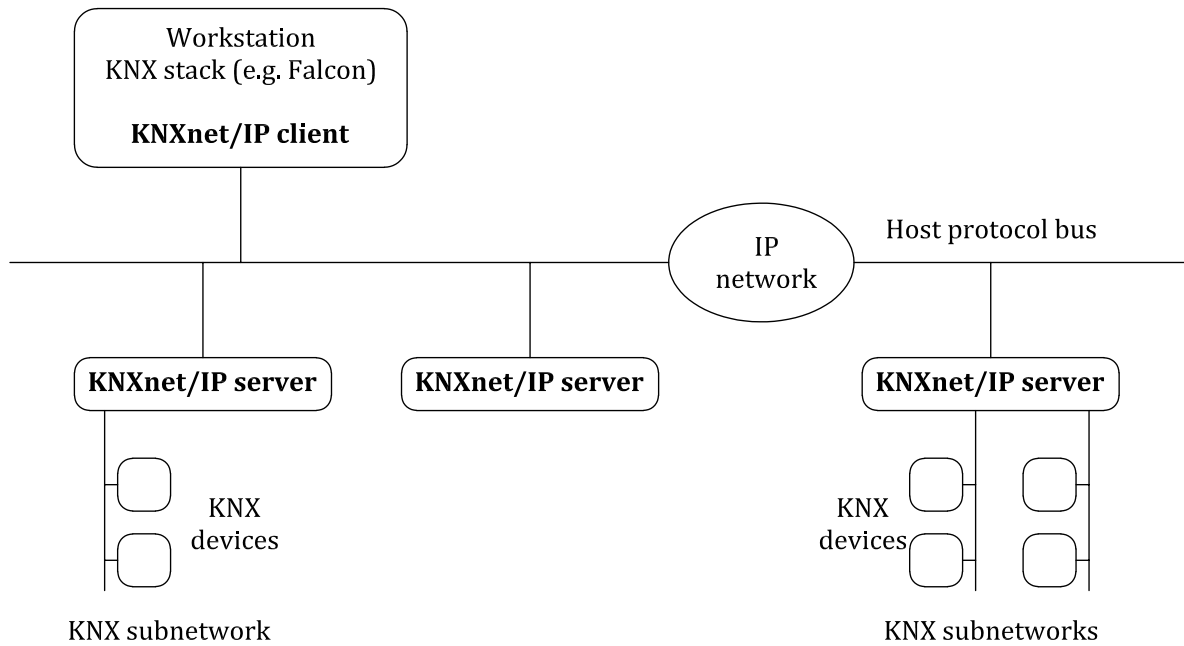 Workstation
KNX stack (e.g. Falcon)
KNXnet/IP client
IP
network
Host protocol bus
KNXnet/IP server
KNXnet/IP server
KNXnet/IP server
KNX
devices
KNX
devices
KNX subnetwork
KNX subnetworks